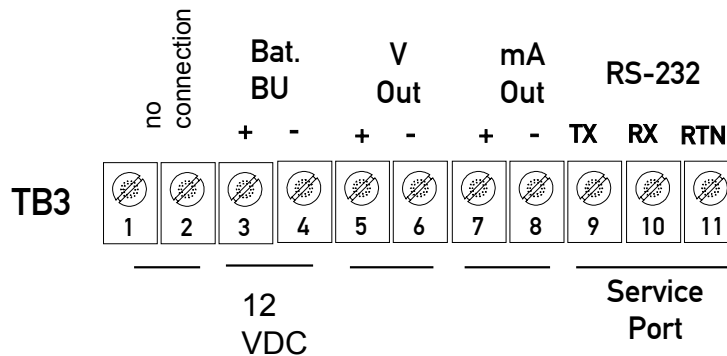 no
connection
Bat.
BU
V
Out
mA
Out
RS-232
+ - + - + - TX RX RTN
TB3
1 2 3 4 5 6 7 8 9 10 11
12
VDC
Service
Port